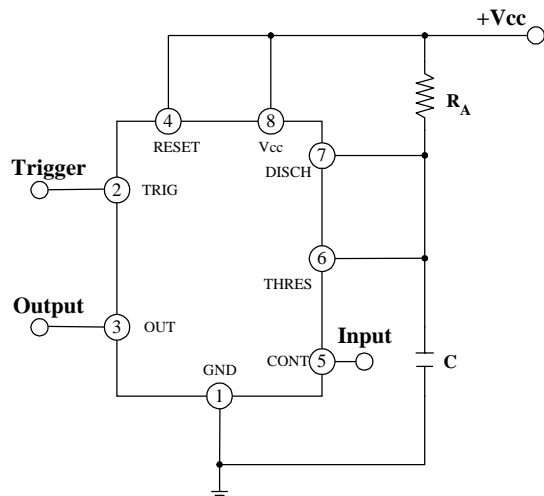 +Vcc
4
8
RESET
Vcc
R_A
7
DISCH
Trigger
2
TRIG
6
THRES
Output
3
OUT
Input
GND
CONT
5
C
1